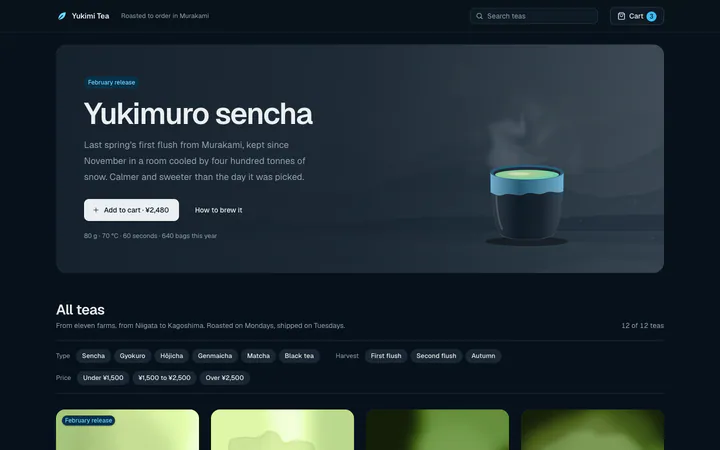 Yukimi Tea
Roasted to order in Murakami
Search teas
Cart 3
February release
Yukimuro sencha
Last spring's first flush from Murakami, kept since
November in a room cooled by four hundred tonnes of
snow. Calmer and sweeter than the day it was picked.
+ Add to cart · ¥2,480
How to brew it
80 g · 70 °C · 60 seconds · 640 bags this year
All teas
From eleven farms, from Niigata to Kagoshima. Roasted on Mondays, shipped on Tuesdays.
12 of 12 teas
Type Sencha Gyokuro Hōjicha Genmaicha Matcha Black tea Harvest First flush Second flush Autumn
Price Under ¥1,500 ¥1,500 to ¥2,500 Over ¥2,500
February release